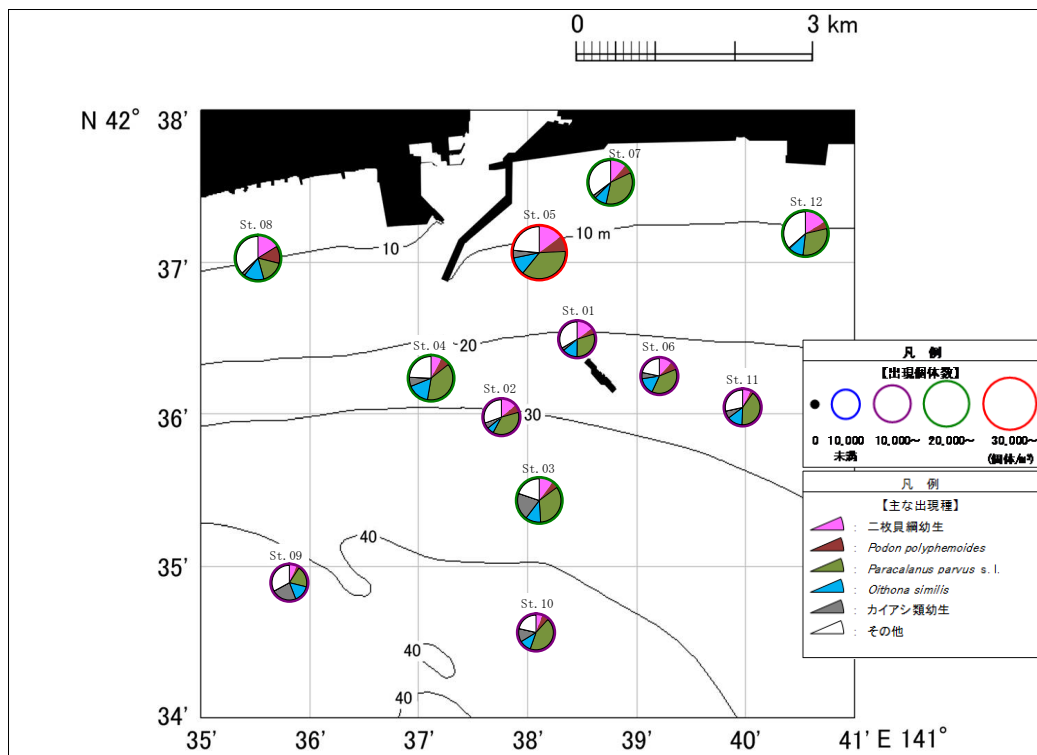 0 3 km
N 42° 38'
37'
36'
35'
34'
35' 36' 37' 38' 39' 40' 41' E 141°
St.07
St.12
St.05
St.08
10
10 m
St.01
20
St.04
St.06
St.02
St.11
30
St.03
40
St.09
St.10
40
40
凡 例
【出現個体数】
0 10,000未満 10,000~ 20,000~ 30,000~
(個体/m³)
凡 例
【主な出現種】
: 二枚貝綱幼生
: Podon polyphemoides
: Paracalanus parvus s.l.
: Oithona similis
: カイアシ類幼生
: その他